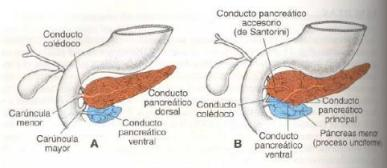 Conducto
colédoco
Carúncula
menor
Carúncula
mayor
A
Conducto
pancreático
dorsal
Conducto
pancreático
ventral
Conducto pancreático
accesorio
(de Santorini)
Conducto
colédoco
B
Conducto
pancreático
ventral
Conducto
pancreático
principal
Páncreas menor
(proceso unciforme)